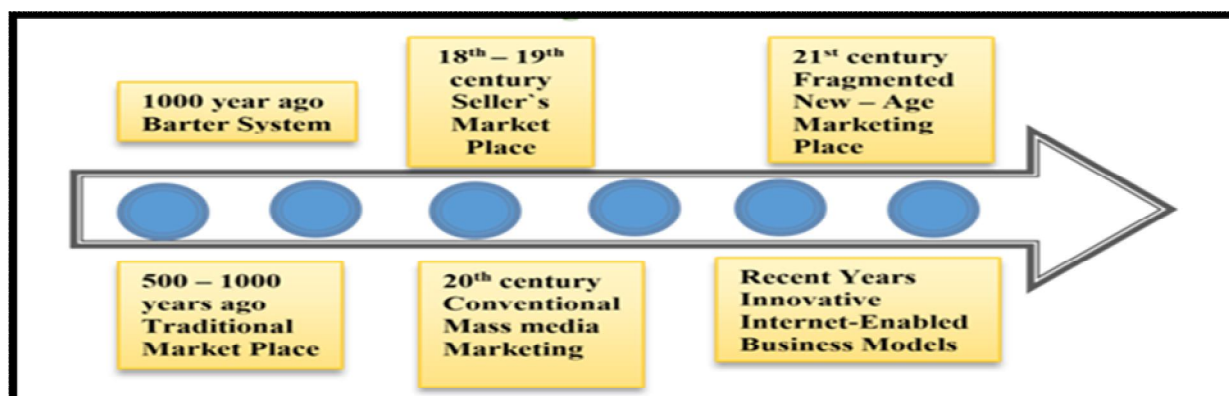 1000 year ago
Barter System
18th – 19th
century
Seller`s
Market
Place
21st century
Fragmented
New – Age
Marketing
Place
500 – 1000
years ago
Traditional
Market Place
20th century
Conventional
Mass media
Marketing
Recent Years
Innovative
Internet-Enabled
Business Models